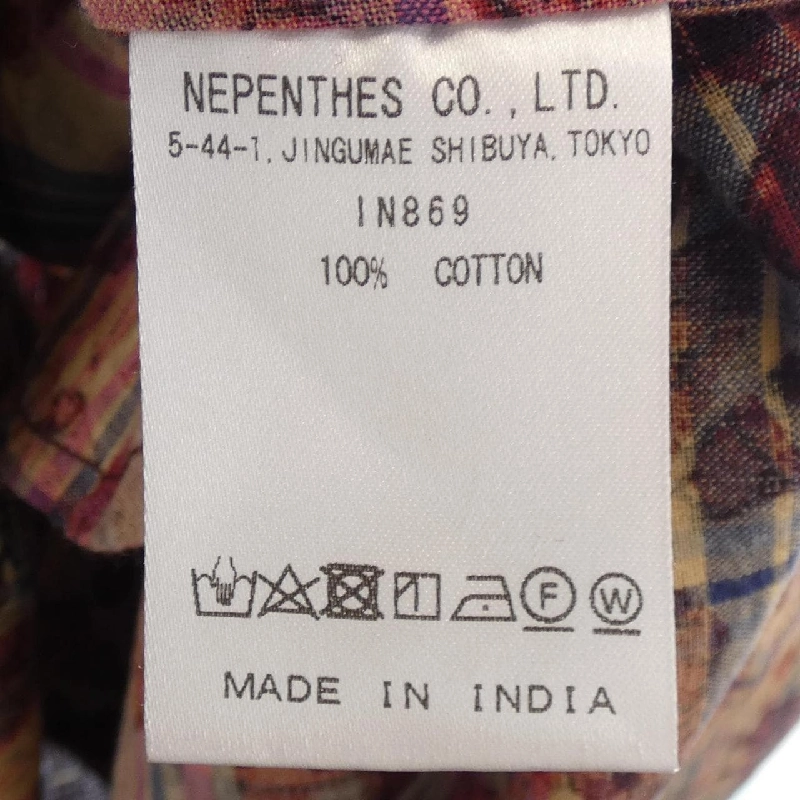 NEPENTHES CO.,LTD.
5-44-1, JINGUMAE SHIBUYA, TOKYO
IN869
100% COTTON
F W
MADE IN INDIA